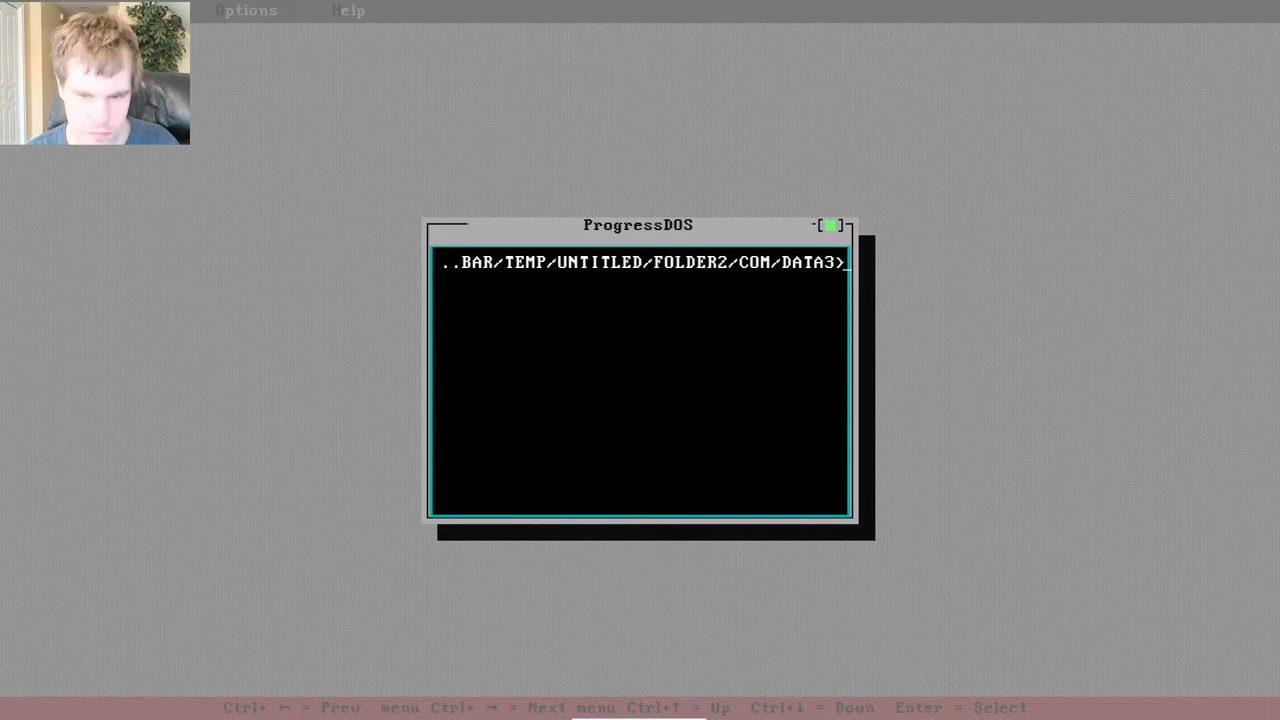 Options Help
ProgressDOS
..BAR/TEMP/UNTITLED/FOLDER2/COM/DATA3>_
Ctrl+ ← = Prev. menu Ctrl+ → = Next menu Ctrl+↑ = Up Ctrl+↓ = Down Enter = Select